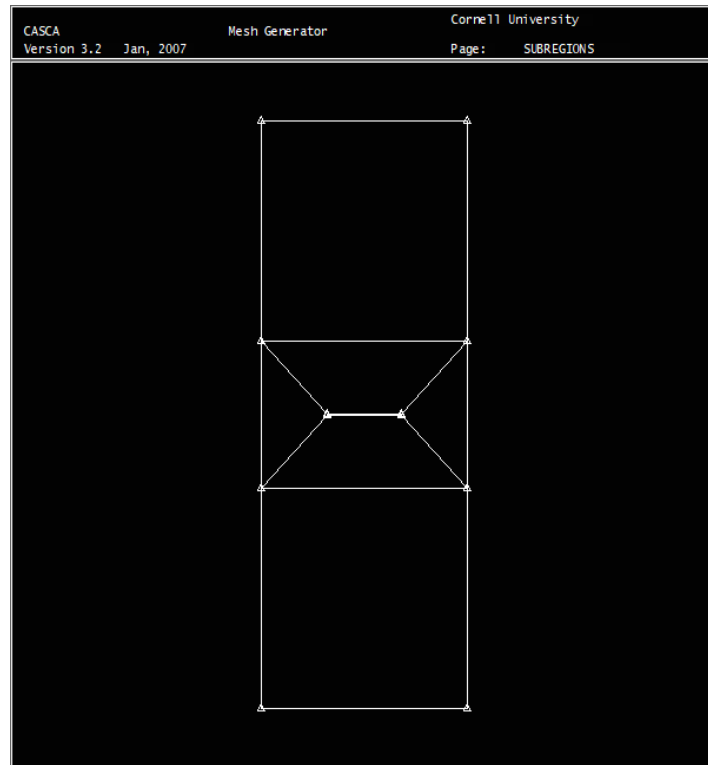 CASCA
Version 3.2 Jan, 2007
Mesh Generator
Cornell University
Page: SUBREGIONS